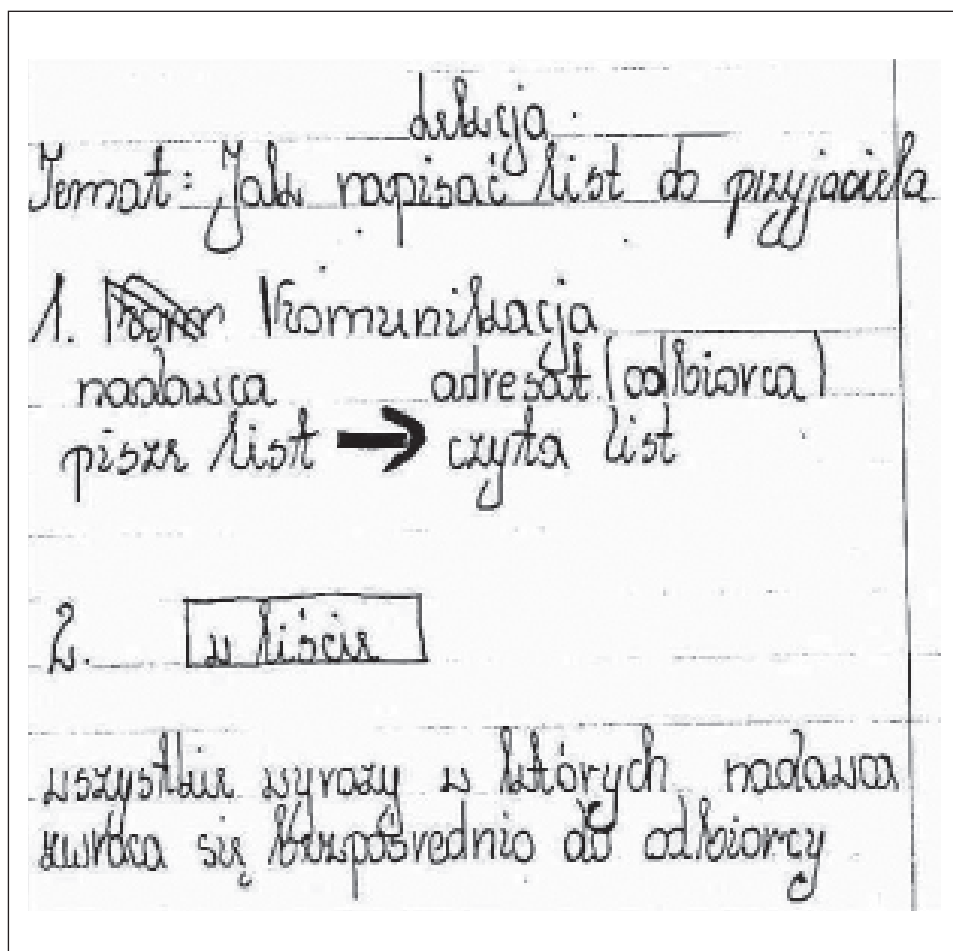 Lekcja.
Temat: Jak napisać list do przyjaciela
1. Komunikacja
nadawca adresat (odbiorca)
pisze list → czyta list
2. w liście
wszystkie wyrazy w których nadawca
zwraca się bezpośrednio do odbiorcy